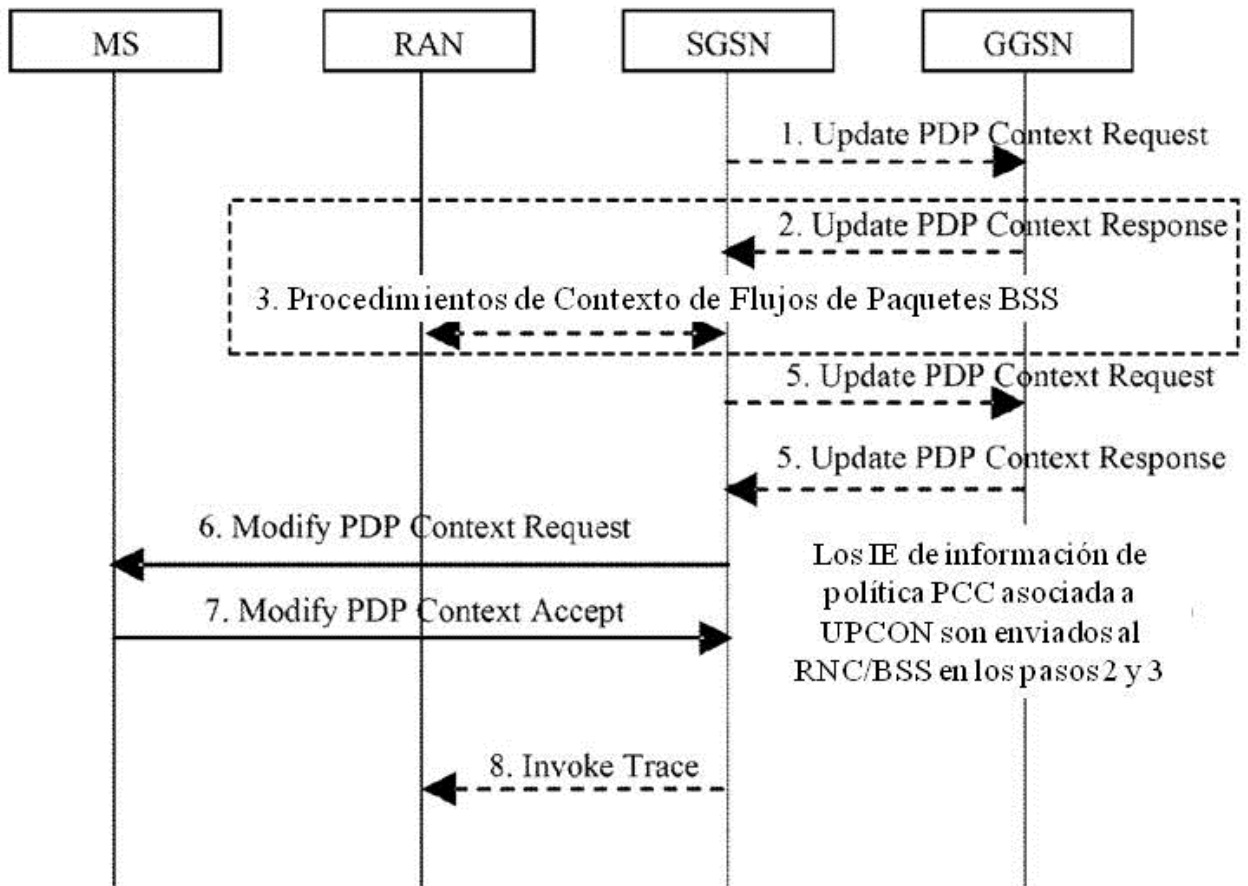 MS
RAN
SGSN
GGSN
1. Update PDP Context Request
2. Update PDP Context Response
3. Procedimientos de Contexto de Flujos de Paquetes BSS
5. Update PDP Context Request
5. Update PDP Context Response
6. Modify PDP Context Request
Los IE de información de
política PCC asociada a
UPCON son enviados al
RNC/BSS en los pasos 2 y 3
7. Modify PDP Context Accept
8. Invoke Trace